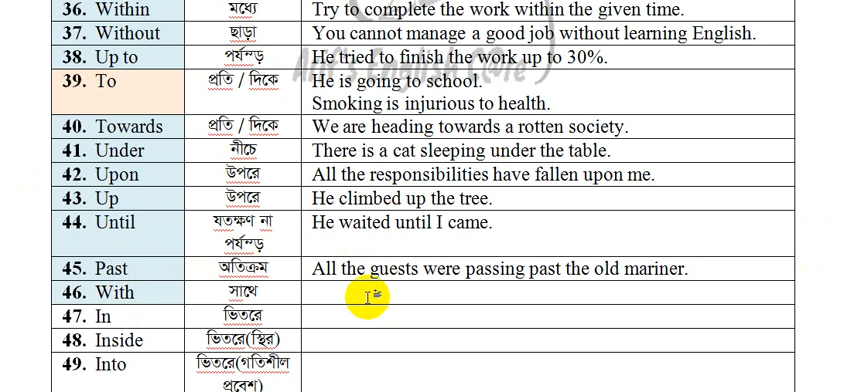 36. Within মধ্যে Try to complete the work within the given time.
37. Without ছাড়া You cannot manage a good job without learning English.
38. Up to পর্যন্ড় He tried to finish the work up to 30%.
39. To প্রতি / দিকে He is going to school.
Smoking is injurious to health.
40. Towards প্রতি / দিকে We are heading towards a rotten society.
41. Under নীচে There is a cat sleeping under the table.
42. Upon উপরে All the responsibilities have fallen upon me.
43. Up উপরে He climbed up the tree.
44. Until যতক্ষণ না He waited until I came.
পর্যন্ড়
45. Past অতিক্রম All the guests were passing past the old mariner.
46. With সাথে
47. In ভিতরে
48. Inside ভিতরে(স্থির)
49. Into ভিতরে(গতিশীল
প্রবেশ)